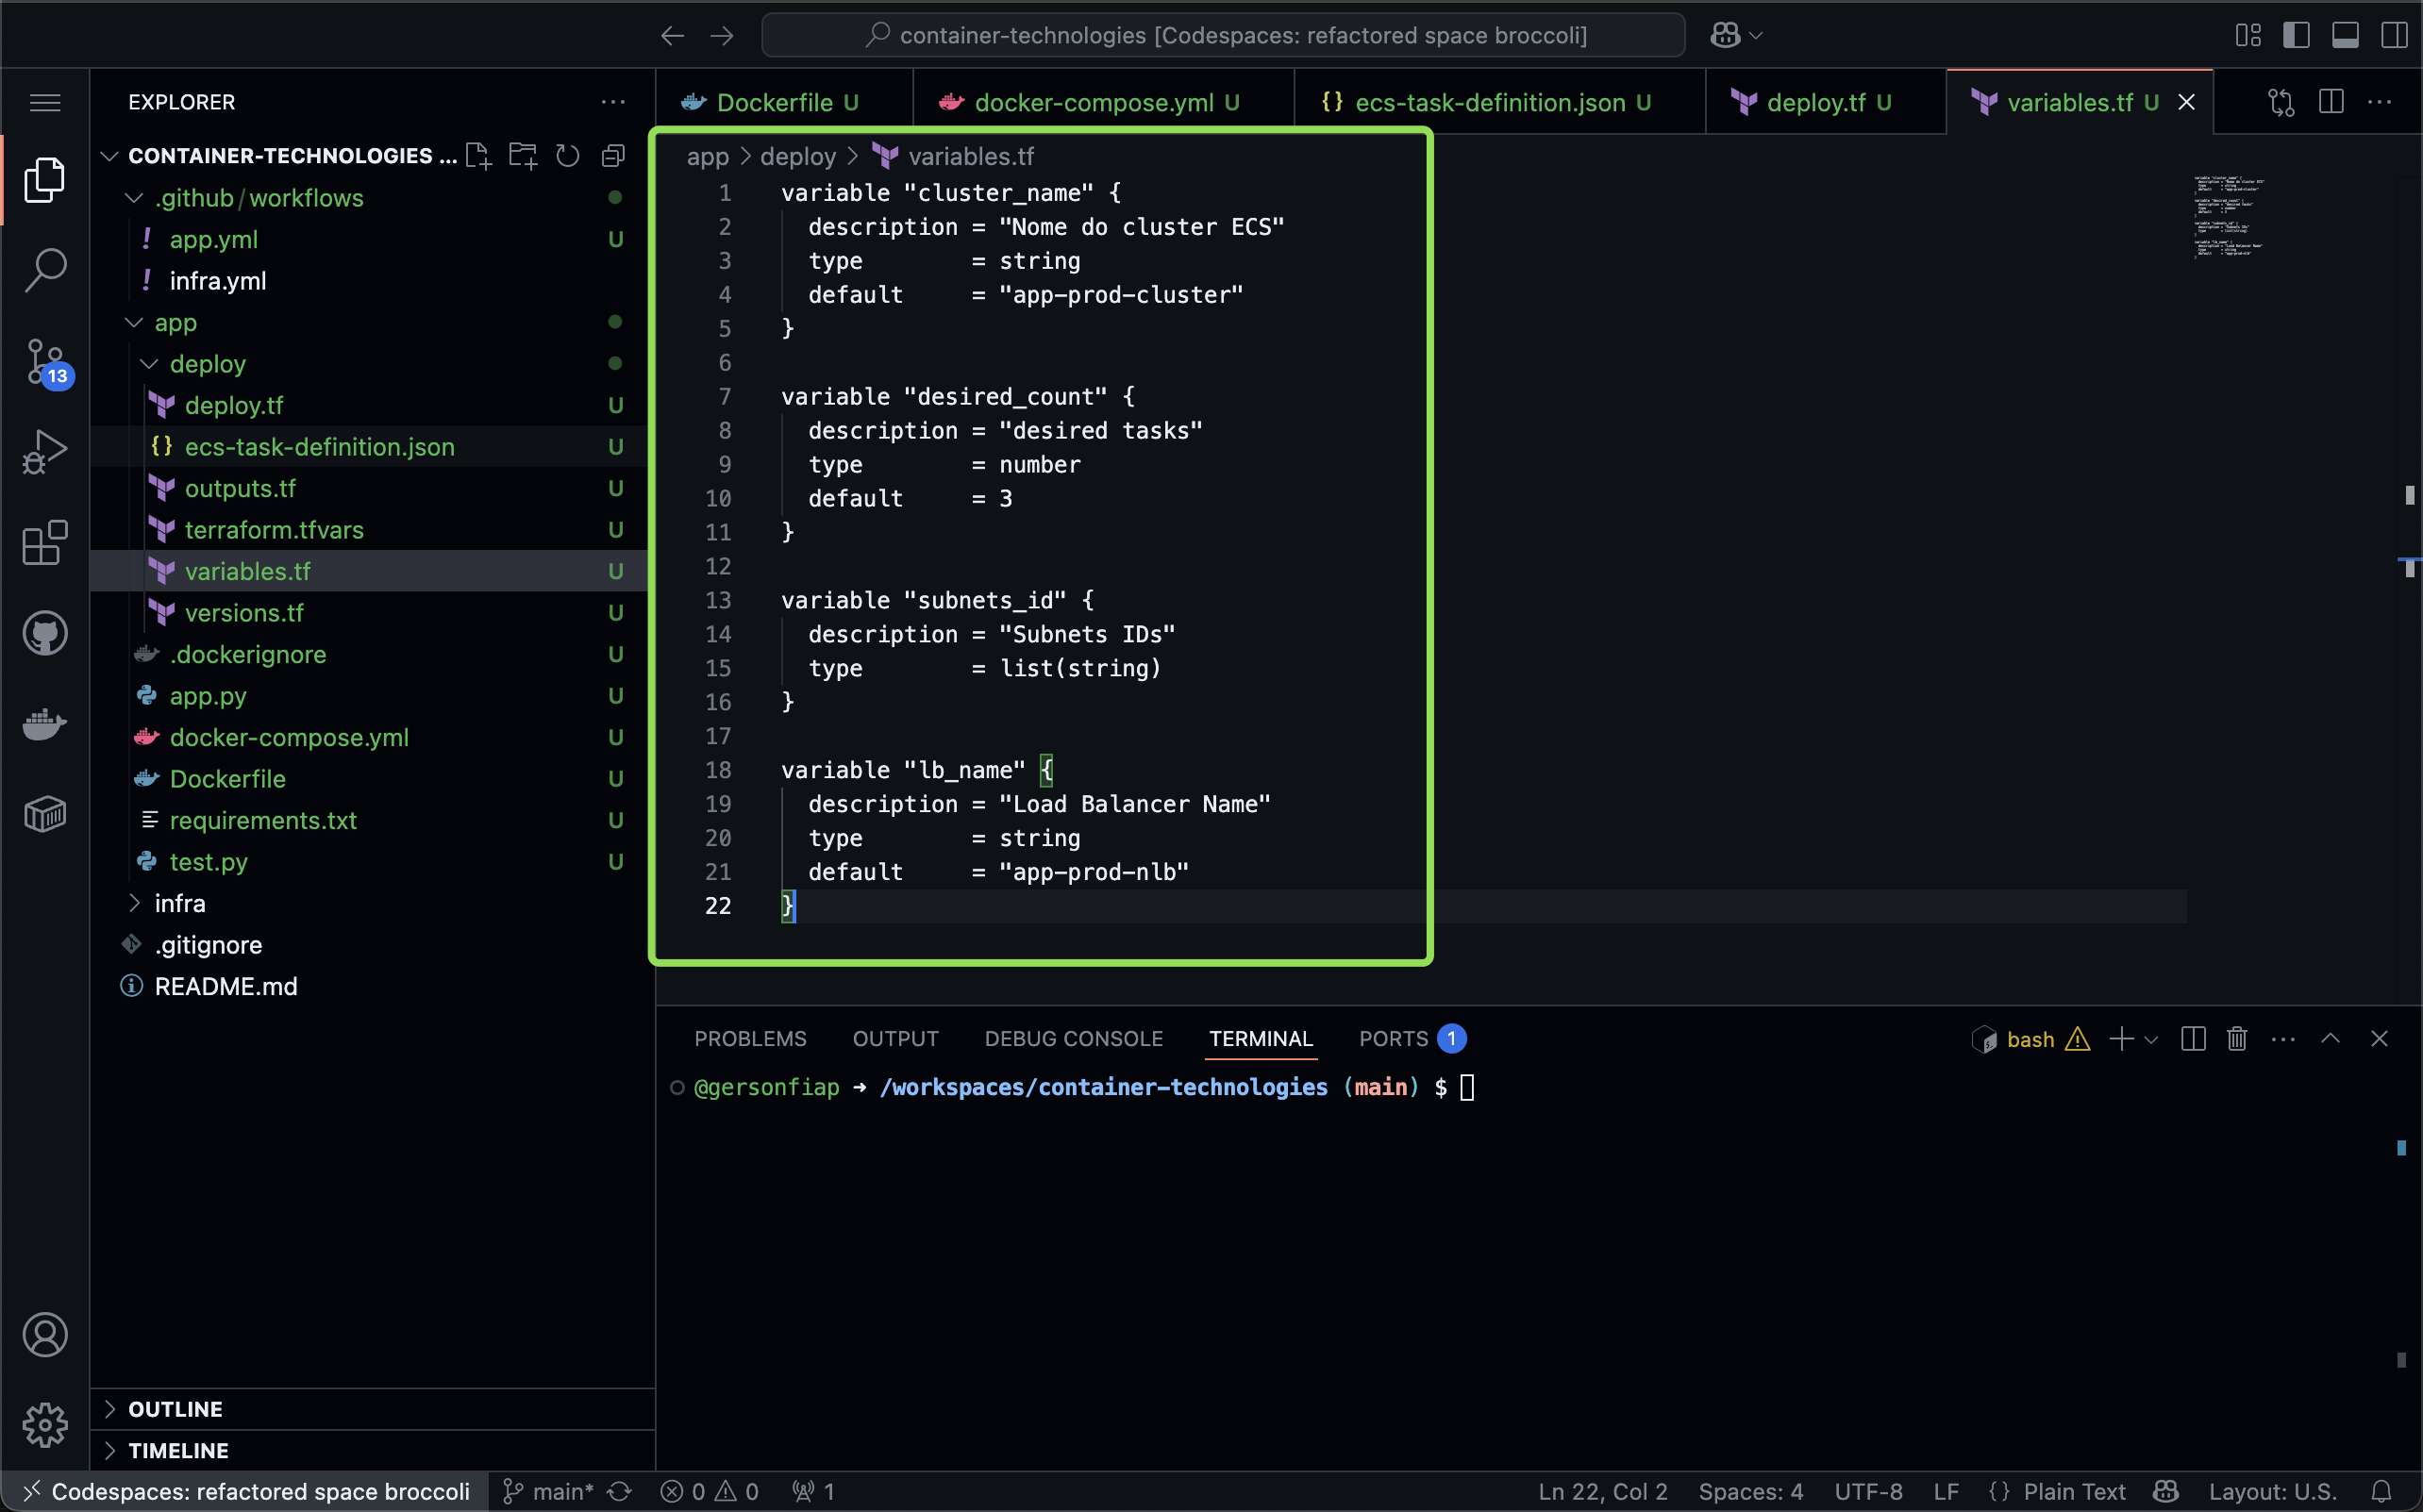 container-technologies [Codespaces: refactored space broccoli]
EXPLORER
Dockerfile U
docker-compose.yml U
{} ecs-task-definition.json U
deploy.tf U
variables.tf U
CONTAINER-TECHNOLOGIES ...
.github/workflows
! app.yml U
! infra.yml
app
deploy
deploy.tf U
{} ecs-task-definition.json U
outputs.tf U
terraform.tfvars U
variables.tf U
versions.tf U
.dockerignore U
app.py U
docker-compose.yml U
Dockerfile U
requirements.txt U
test.py U
infra
.gitignore
README.md
OUTLINE
TIMELINE
13
app > deploy > variables.tf
1 variable "cluster_name" {
2 description = "Nome do cluster ECS"
3 type = string
4 default = "app-prod-cluster"
5 }
6
7 variable "desired_count" {
8 description = "desired tasks"
9 type = number
10 default = 3
11 }
12
13 variable "subnets_id" {
14 description = "Subnets IDs"
15 type = list(string)
16 }
17
18 variable "lb_name" {
19 description = "Load Balancer Name"
20 type = string
21 default = "app-prod-nlb"
22 }
PROBLEMS OUTPUT DEBUG CONSOLE TERMINAL PORTS 1
bash
@gersonfiap → /workspaces/container-technologies (main) $
Codespaces: refactored space broccoli main* 0 0 1 Ln 22, Col 2 Spaces: 4 UTF-8 LF {} Plain Text Layout: U.S.